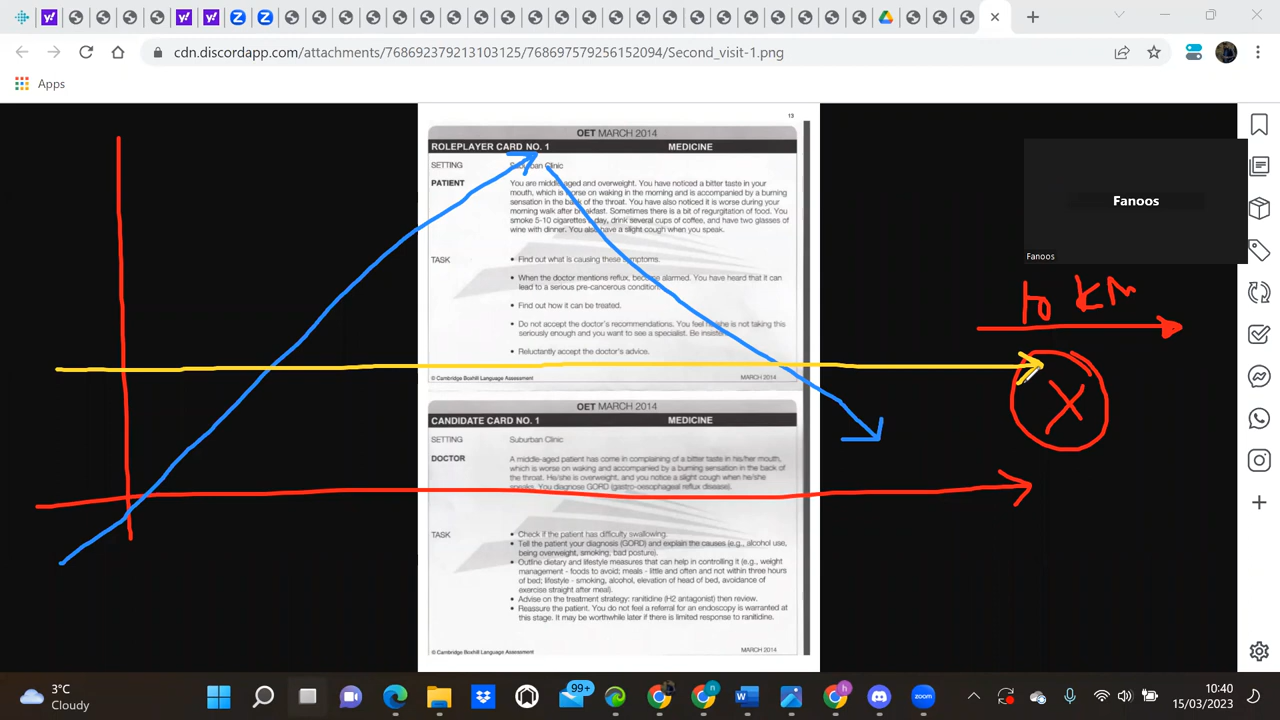 cdn.discordapp.com/attachments/768692379213103125/768697579256152094/Second_visit-1.png
Apps
13
OET MARCH 2014
ROLEPLAYER CARD NO. 1 MEDICINE
SETTING Suburban Clinic
PATIENT You are middle-aged and overweight. You have noticed a bitter taste in your
mouth, which is worse on waking in the morning and is accompanied by a burning
sensation in the back of the throat. You have also noticed it is worse during your
morning walk after breakfast. Sometimes there is a bit of regurgitation of food. You
smoke 5-10 cigarettes a day, drink several cups of coffee, and have two glasses of
wine with dinner. You also have a slight cough when you speak.
TASK • Find out what is causing these symptoms.
• When the doctor mentions reflux, become alarmed. You have heard that it can
lead to a serious pre-cancerous condition.
• Find out how it can be treated.
• Do not accept the doctor's recommendations. You feel he/she is not taking this
seriously enough and you want to see a specialist. Be insistent.
• Reluctantly accept the doctor's advice.
© Cambridge Boxhill Language Assessment MARCH 2014
OET MARCH 2014
CANDIDATE CARD NO. 1 MEDICINE
SETTING Suburban Clinic
DOCTOR A middle-aged patient has come in complaining of a bitter taste in his/her mouth,
which is worse on waking and accompanied by a burning sensation in the back of
the throat. He/she is overweight, and you notice a slight cough when he/she
speaks. You diagnose GORD (gastro-oesophageal reflux disease).
TASK • Check if the patient has difficulty swallowing.
• Tell the patient your diagnosis (GORD) and explain the causes (e.g., alcohol use,
being overweight, smoking, bad posture).
• Outline dietary and lifestyle measures that can help in controlling it (e.g., weight
management - foods to avoid; meals - little and often and not within three hours
of bed; lifestyle - smoking, alcohol, elevation of head of bed, avoidance of
exercise straight after meal).
• Advise on the treatment strategy: ranitidine (H2 antagonist) then review.
• Reassure the patient. You do not feel a referral for an endoscopy is warranted at
this stage. It may be worthwhile later if there is limited response to ranitidine.
© Cambridge Boxhill Language Assessment MARCH 2014
Fanoos
Fanoos
10 KM
X
3°C
Cloudy
99+
zoom
10:40
15/03/2023